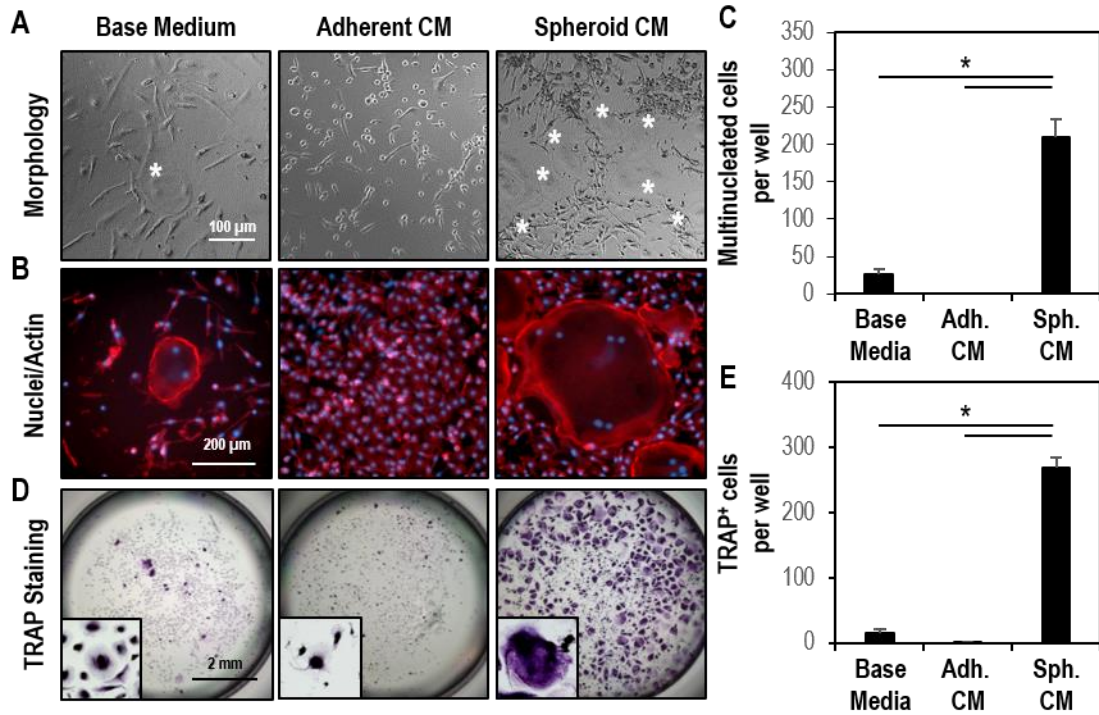 A
Base Medium
Adherent CM
Spheroid CM
Morphology
*
100 µm
* * * * * * * *
B
Nuclei/Actin
200 µm
D
TRAP Staining
2 mm
C
Multinucleated cells
per well
350
300
250
200
150
100
50
0
*
Base
Media
Adh.
CM
Sph.
CM
E
TRAP+ cells
per well
400
300
200
100
0
*
Base
Media
Adh.
CM
Sph.
CM